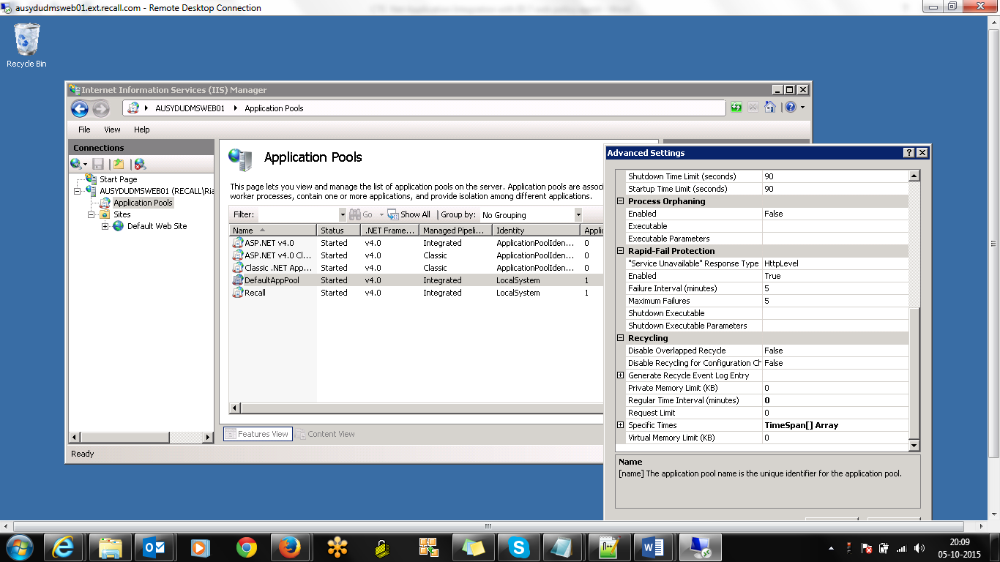 ausydudmsweb01.ext.recall.com - Remote Desktop Connection
Recycle Bin
Internet Information Services (IIS) Manager
AUSYDUDMSWEB01 Application Pools
File View Help
Connections
Start Page
AUSYDUDMSWEB01 (RECALL\Ria
Application Pools
Sites
Default Web Site
Application Pools
This page lets you view and manage the list of application pools on the server. Application pools are associ
worker processes, contain one or more applications, and provide isolation among different applications.
Filter: Go Show All Group by: No Grouping
Name Status .NET Frame... Managed Pipeli... Identity Applic
ASP.NET v4.0 Started v4.0 Integrated ApplicationPoolIden... 0
ASP.NET v4.0 Cl... Started v4.0 Classic ApplicationPoolIden... 0
Classic .NET App... Started v4.0 Classic ApplicationPoolIden... 0
DefaultAppPool Started v4.0 Integrated LocalSystem 1
Recall Started v4.0 Integrated LocalSystem 1
Features View Content View
Ready
Advanced Settings
Shutdown Time Limit (seconds) 90
Startup Time Limit (seconds) 90
Process Orphaning
Enabled False
Executable
Executable Parameters
Rapid-Fail Protection
"Service Unavailable" Response Type HttpLevel
Enabled True
Failure Interval (minutes) 5
Maximum Failures 5
Shutdown Executable
Shutdown Executable Parameters
Recycling
Disable Overlapped Recycle False
Disable Recycling for Configuration Ch False
Generate Recycle Event Log Entry
Private Memory Limit (KB) 0
Regular Time Interval (minutes) 0
Request Limit 0
Specific Times TimeSpan[] Array
Virtual Memory Limit (KB) 0
Name
[name] The application pool name is the unique identifier for the application pool.
20:09
05-10-2015